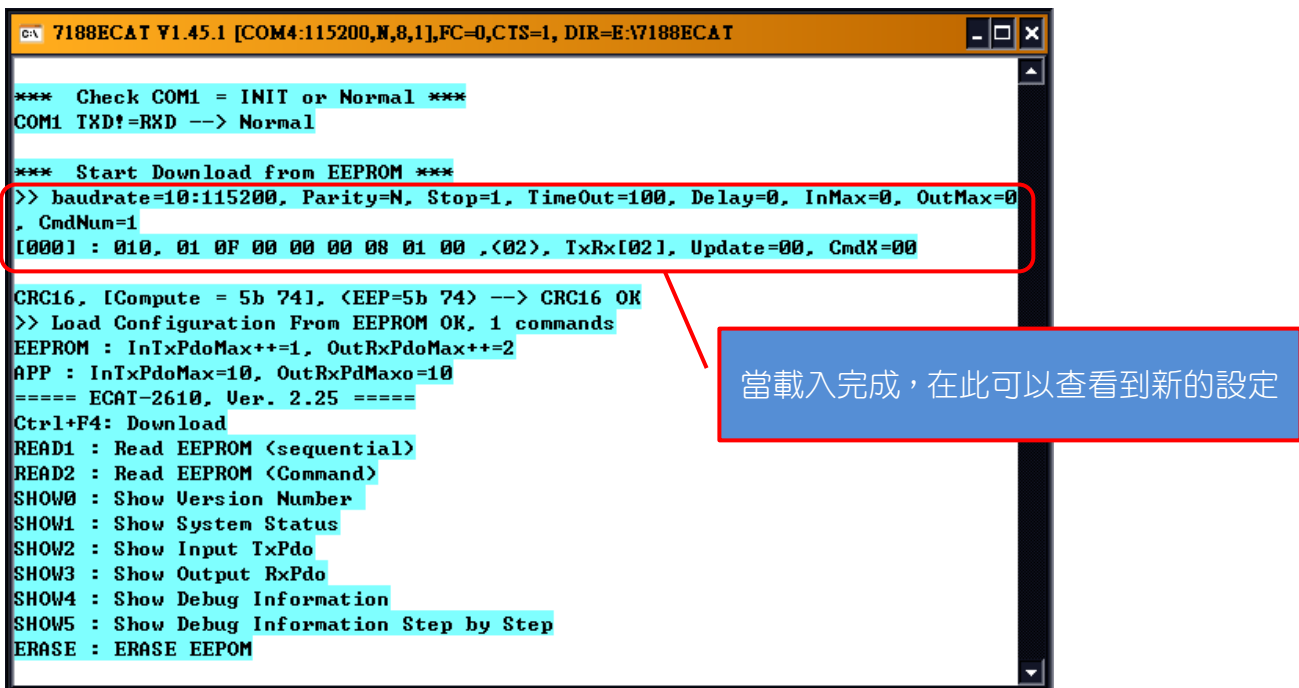 7188ECAT V1.45.1 [COM4:115200,N,8,1],FC=0,CTS=1, DIR=E:\7188ECAT
*** Check COM1 = INIT or Normal ***
COM1 TXD!=RXD --> Normal
*** Start Download from EEPROM ***
>> baudrate=10:115200, Parity=N, Stop=1, TimeOut=100, Delay=0, InMax=0, OutMax=0
, CmdNum=1
[000] : 010, 01 0F 00 00 00 08 01 00 ,(02), TxRx[02], Update=00, CmdX=00
CRC16, [Compute = 5b 74], (EEP=5b 74) --> CRC16 OK
>> Load Configuration From EEPROM OK, 1 commands
EEPROM : InTxPdoMax++=1, OutRxPdoMax++=2
APP : InTxPdoMax=10, OutRxPdMaxo=10
===== ECAT-2610, Ver. 2.25 =====
Ctrl+F4: Download
READ1 : Read EEPROM (sequential)
READ2 : Read EEPROM (Command)
SHOW0 : Show Version Number
SHOW1 : Show System Status
SHOW2 : Show Input TxPdo
SHOW3 : Show Output RxPdo
SHOW4 : Show Debug Information
SHOW5 : Show Debug Information Step by Step
ERASE : ERASE EEPOM
當載入完成，在此可以查看到新的設定